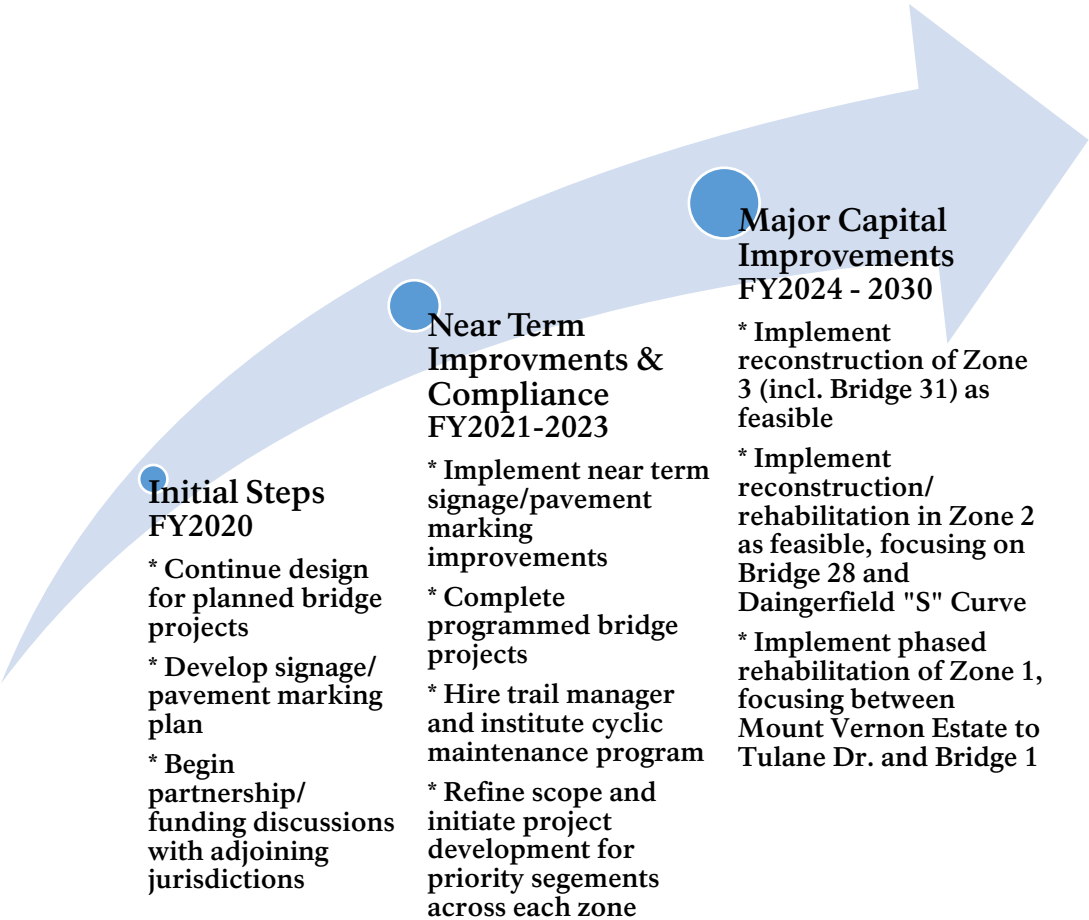 Initial Steps
FY2020
* Continue design
for planned bridge
projects
* Develop signage/
pavement marking
plan
* Begin
partnership/
funding discussions
with adjoining
jurisdictions
Near Term
Improvments &
Compliance
FY2021-2023
* Implement near term
signage/pavement
marking
improvements
* Complete
programmed bridge
projects
* Hire trail manager
and institute cyclic
maintenance program
* Refine scope and
initiate project
development for
priority segements
across each zone
Major Capital
Improvements
FY2024 - 2030
* Implement
reconstruction of Zone
3 (incl. Bridge 31) as
feasible
* Implement
reconstruction/
rehabilitation in Zone 2
as feasible, focusing on
Bridge 28 and
Daingerfield "S" Curve
* Implement phased
rehabilitation of Zone 1,
focusing between
Mount Vernon Estate to
Tulane Dr. and Bridge 1